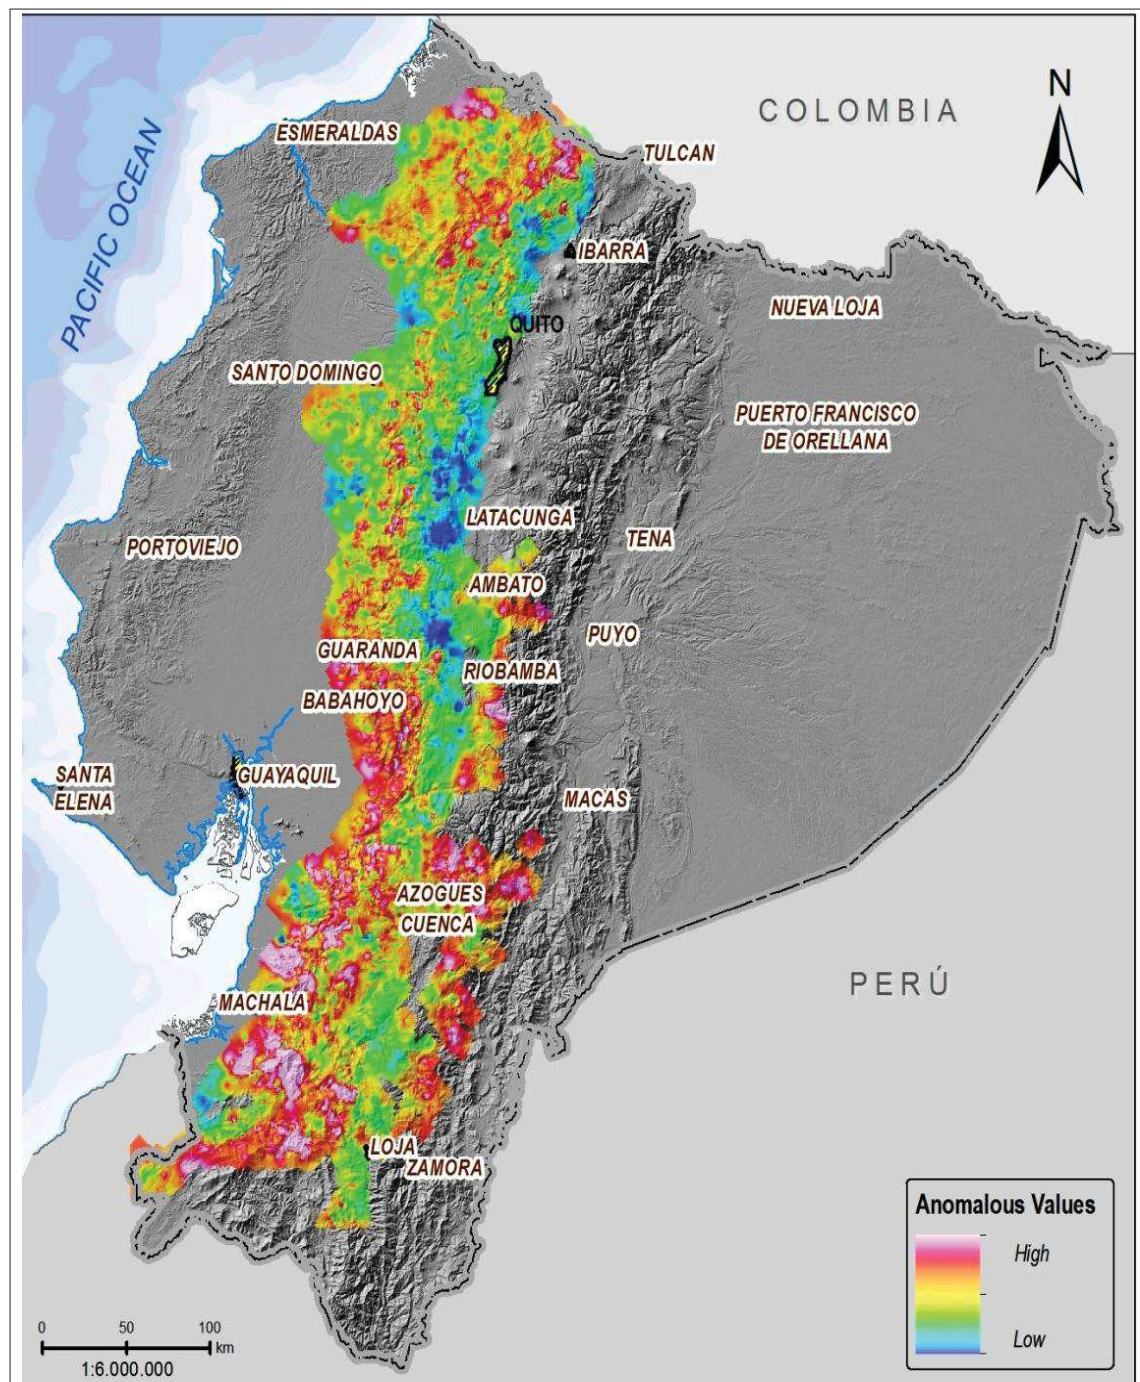 N
COLOMBIA
PACIFIC OCEAN
ESMERALDAS
TULCAN
IBARRA
NUEVA LOJA
QUITO
SANTO DOMINGO
PUERTO FRANCISCO
DE ORELLANA
LATACUNGA
TENA
PORTOVIEJO
AMBATO
PUYO
GUARANDA
RIOBAMBA
BABAHOYO
SANTA
ELENA
GUAYAQUIL
MACAS
AZOGUES
CUENCA
PERÚ
MACHALA
LOJA
ZAMORA
Anomalous Values
High
Low
0 50 100
km
1:6.000.000